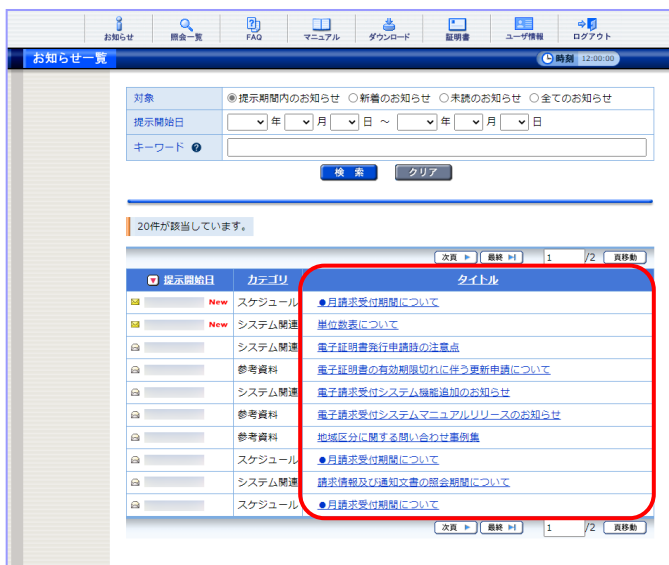 お知らせ 照会一覧 FAQ マニュアル ダウンロード 証明書 ユーザ情報 ログアウト
お知らせ一覧 時刻 12:00:00
対象 提示期間内のお知らせ 新着のお知らせ 未読のお知らせ 全てのお知らせ
提示開始日 年 月 日 ～ 年 月 日
キーワード ?
検 索 クリア
20件が該当しています。
次頁 最終 1 /2 頁移動
提示開始日 カテゴリ タイトル
New スケジュール ●月請求受付期間について
New システム関連 単位数表について
システム関連 電子証明書発行申請時の注意点
参考資料 電子証明書の有効期限切れに伴う更新申請について
システム関連 電子請求受付システム機能追加のお知らせ
参考資料 電子請求受付システムマニュアルリリースのお知らせ
参考資料 地域区分に関する問い合わせ事例集
スケジュール ●月請求受付期間について
システム関連 請求情報及び通知文書の照会期間について
スケジュール ●月請求受付期間について
次頁 最終 1 /2 頁移動